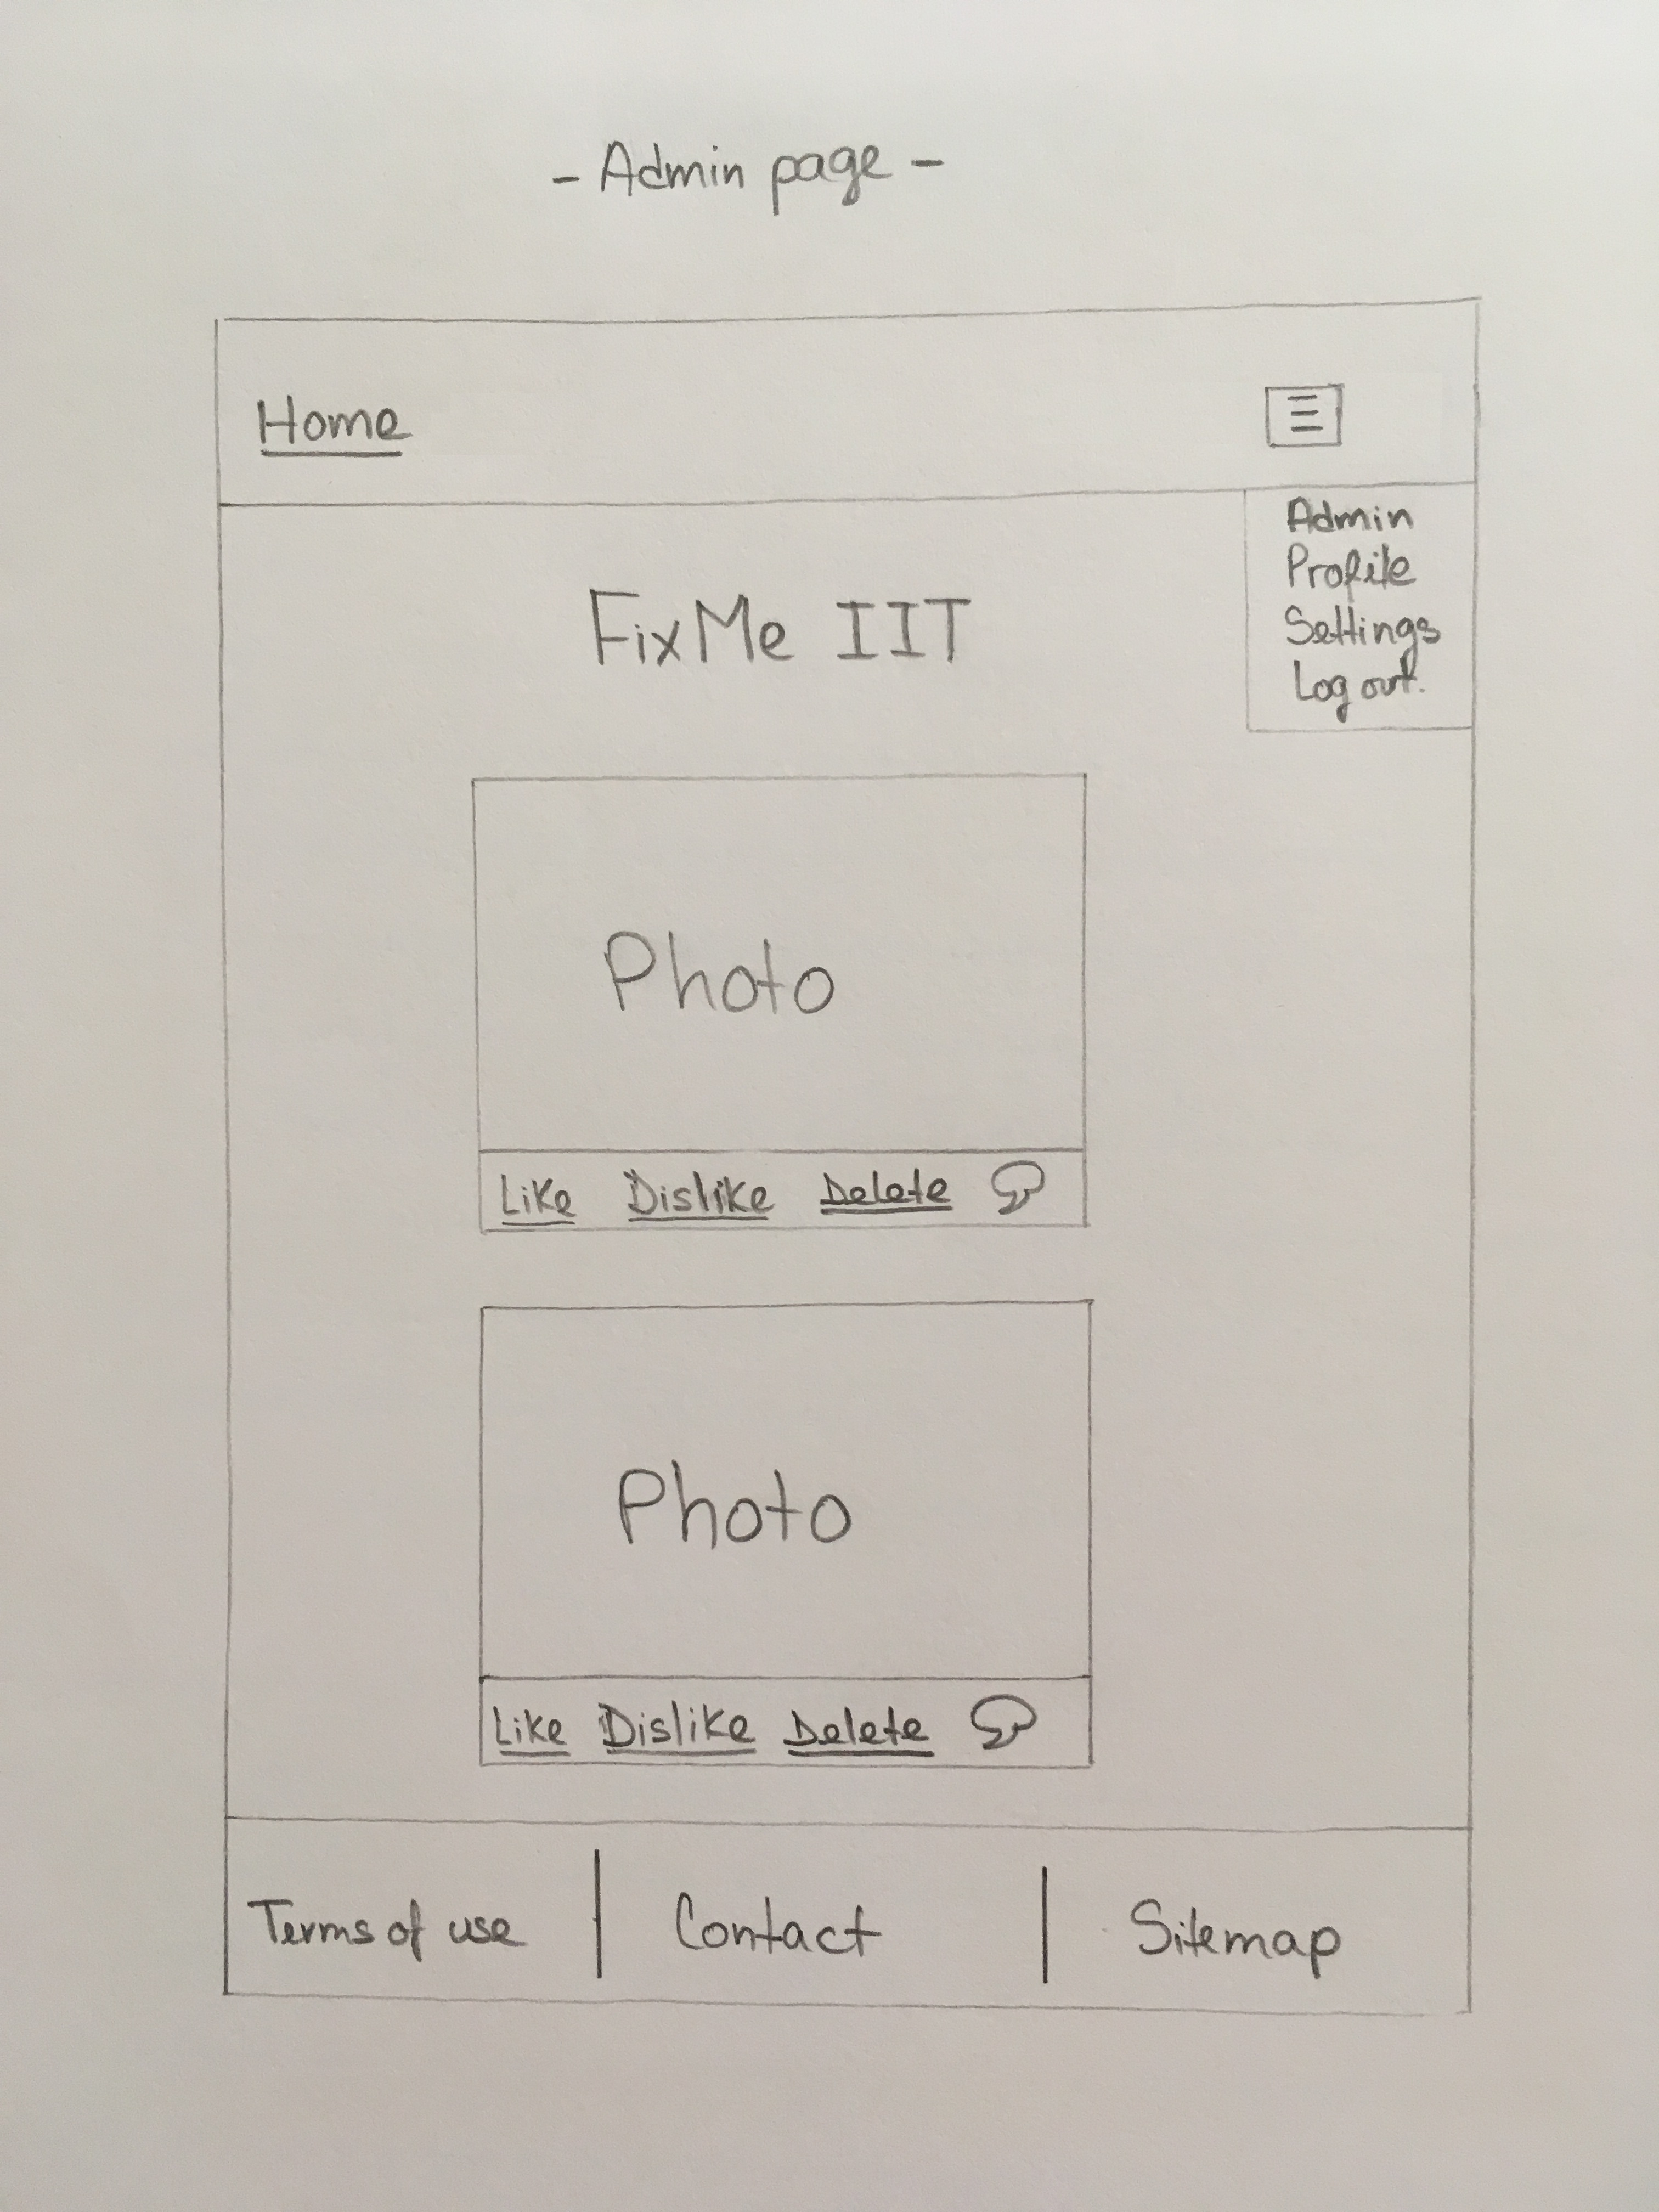 - Admin page -
Home
Admin
Profile
Settings
Log out.
FixMe IIT
Photo
Like Dislike Delete
Photo
Like Dislike Delete
Terms of use | Contact | Sitemap